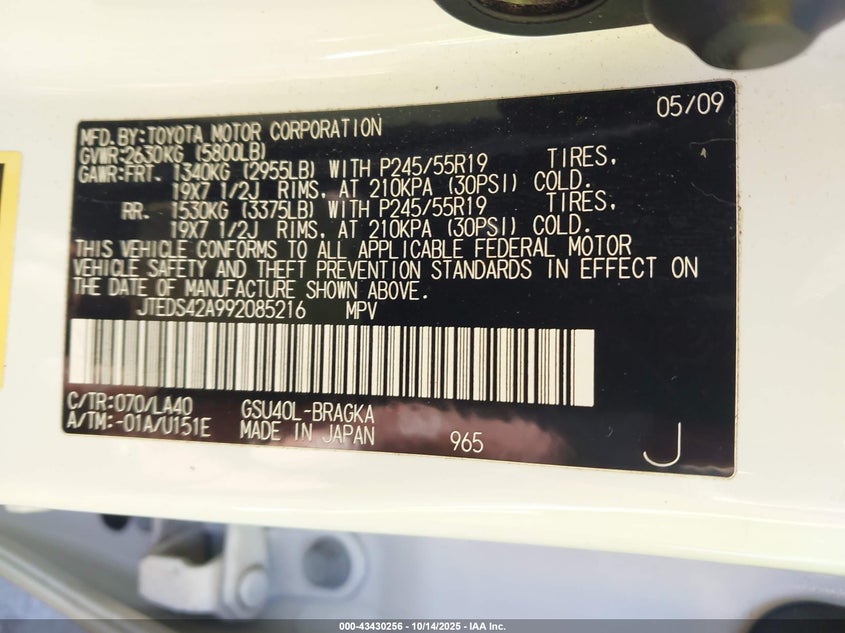 05/09
MFD.BY:TOYOTA MOTOR CORPORATION
GVWR:2630KG (5800LB)
GAWR:FRT. 1340KG (2955LB) WITH P245/55R19 TIRES,
19X7 1/2J RIMS, AT 210KPA (30PSI) COLD.
RR. 1530KG (3375LB) WITH P245/55R19 TIRES,
19X7 1/2J RIMS, AT 210KPA (30PSI) COLD.
THIS VEHICLE CONFORMS TO ALL APPLICABLE FEDERAL MOTOR
VEHICLE SAFETY AND THEFT PREVENTION STANDARDS IN EFFECT ON
THE DATE OF MANUFACTURE SHOWN ABOVE.
JTEDS42A992085216 MPV
C/TR:070/LA40 GSU40L-BRAGKA
A/TM:-01A/U151E MADE IN JAPAN 965 J
000-43430256 - 10/14/2025 - IAA Inc.